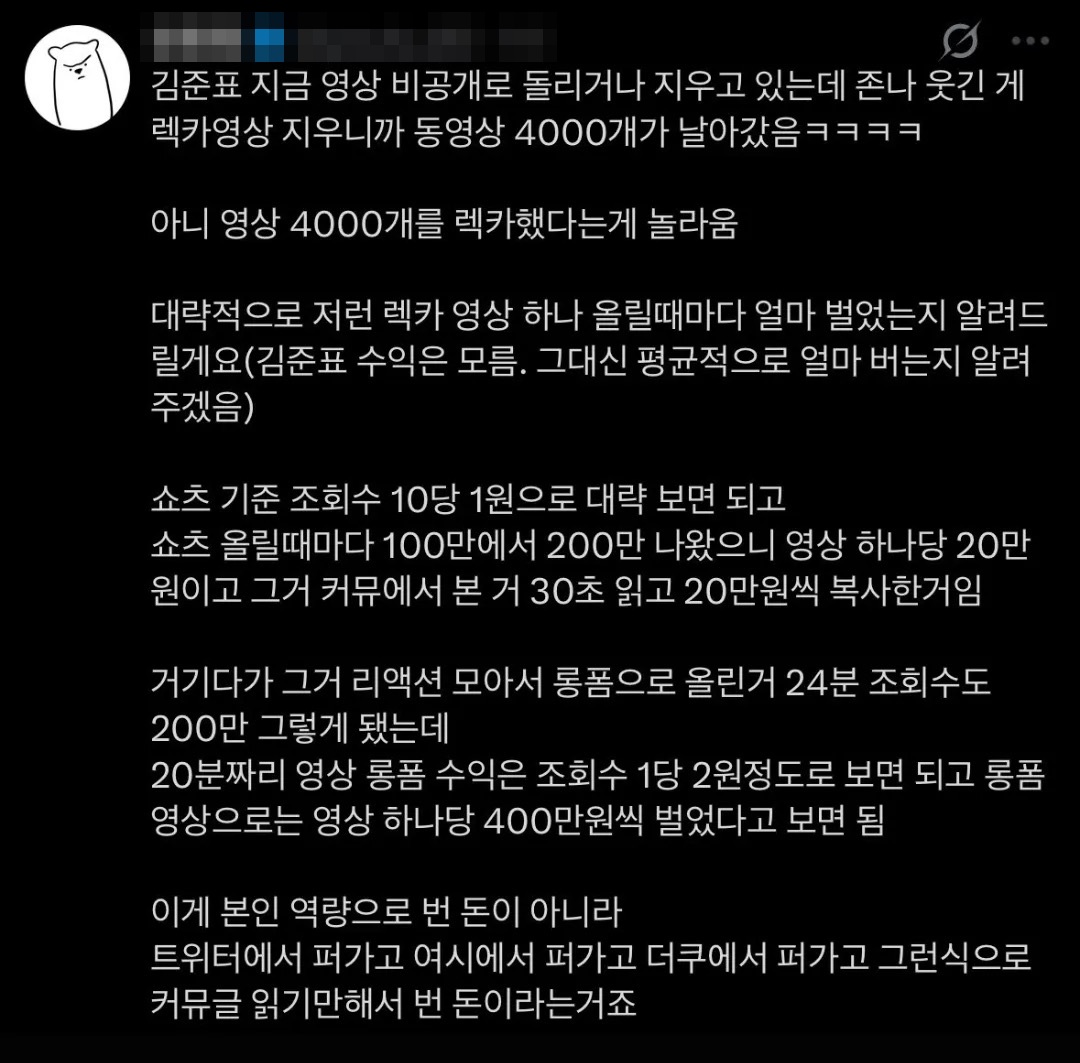 김준표 지금 영상 비공개로 돌리거나 지우고 있는데 존나 웃긴 게
렉카영상 지우니까 동영상 4000개가 날아갔음ㅋㅋㅋㅋ
아니 영상 4000개를 렉카했다는게 놀라움
대략적으로 저런 렉카 영상 하나 올릴때마다 얼마 벌었는지 알려드
릴게요(김준표 수익은 모름. 그대신 평균적으로 얼마 버는지 알려
주겠음)
쇼츠 기준 조회수 10당 1원으로 대략 보면 되고
쇼츠 올릴때마다 100만에서 200만 나왔으니 영상 하나당 20만
원이고 그거 커뮤에서 본 거 30초 읽고 20만원씩 복사한거임
거기다가 그거 리액션 모아서 롱폼으로 올린거 24분 조회수도
200만 그렇게 됐는데
20분짜리 영상 롱폼 수익은 조회수 1당 2원정도로 보면 되고 롱폼
영상으로는 영상 하나당 400만원씩 벌었다고 보면 됨
이게 본인 역량으로 번 돈이 아니라
트위터에서 퍼가고 여시에서 퍼가고 더쿠에서 퍼가고 그런식으로
커뮤글 읽기만해서 번 돈이라는거죠